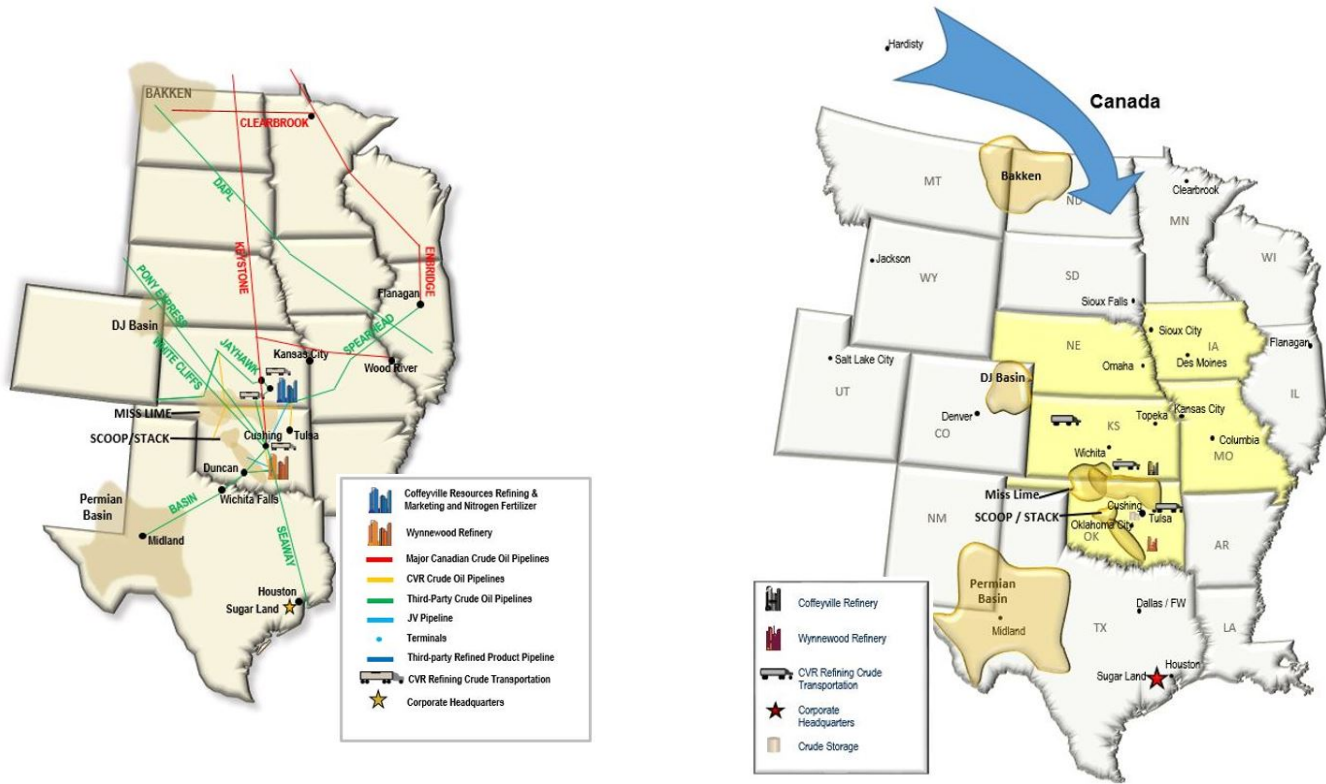 BAKKEN
CLEARBROOK
DAPL
KEYSTONE
ENBRIDGE
PONY EXPRESS
Flanagan
DJ Basin
WHITE CLIFFS
JAYHAWK
SPEARHEAD
Kansas City
Wood River
MISS LIME
SCOOP/STACK
Cushing
Tulsa
Duncan
Wichita Falls
Permian
Basin
BASIN
Midland
SEAWAY
Houston
Sugar Land
Coffeyville Resources Refining &
Marketing and Nitrogen Fertilizer
Wynnewood Refinery
Major Canadian Crude Oil Pipelines
CVR Crude Oil Pipelines
Third-Party Crude Oil Pipelines
JV Pipeline
Terminals
Third-party Refined Product Pipeline
CVR Refining Crude Transportation
Corporate Headquarters
Hardisty
Canada
MT
Bakken
ND
Clearbrook
MN
Jackson
WY
SD
WI
Sioux Falls
Sioux City
IA
NE
Des Moines
Flanagan
Salt Lake City
UT
DJ Basin
Omaha
IL
Denver
CO
Topeka
Kansas City
KS
Columbia
Wichita
MO
Miss Lime
SCOOP / STACK
Cushing
Tulsa
Oklahoma City
OK
NM
AR
Permian
Basin
Midland
Dallas / FW
TX
LA
Houston
Sugar Land
Coffeyville Refinery
Wynnewood Refinery
CVR Refining Crude
Transportation
Corporate
Headquarters
Crude Storage